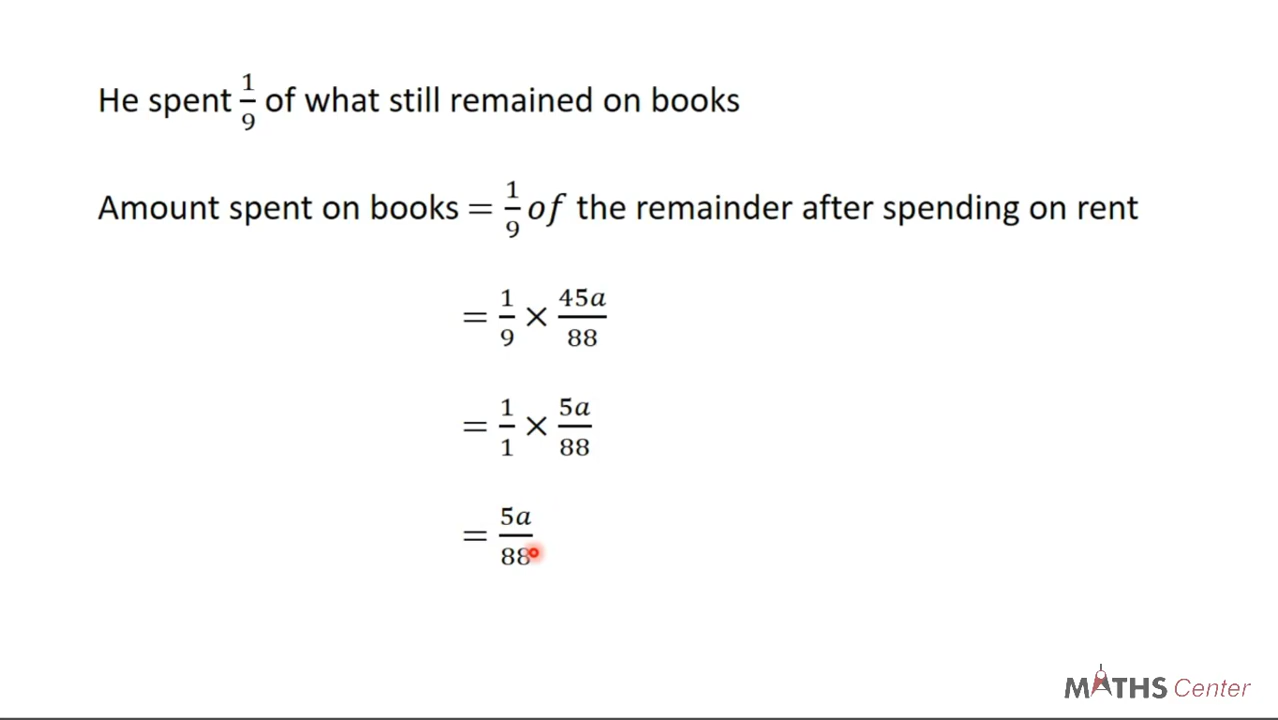 He spent 1/9 of what still remained on books
Amount spent on books = 1/9 of the remainder after spending on rent
= 1/9 × 45a/88
= 1/1 × 5a/88
= 5a/88
MATHS Center